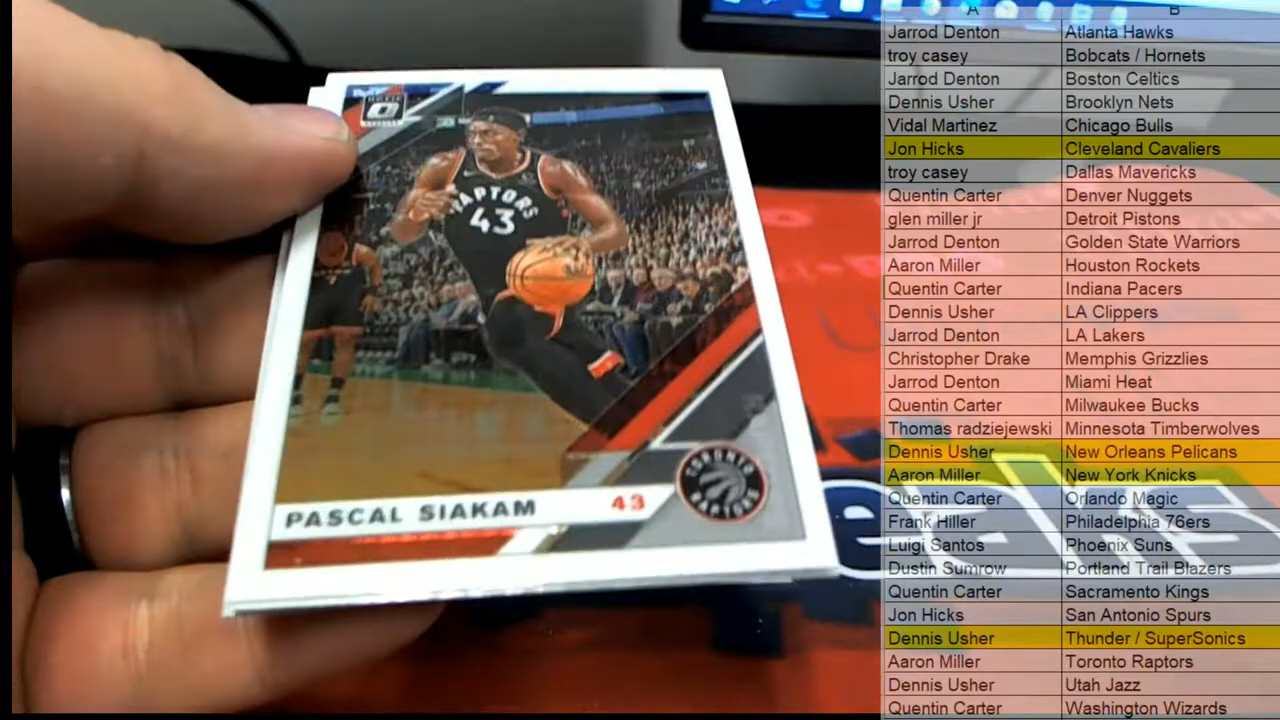 OPTIC
RAPTORS
43
PASCAL SIAKAM 43
TORONTO
RAPTORS
eaks
A B
Jarrod Denton Atlanta Hawks
troy casey Bobcats / Hornets
Jarrod Denton Boston Celtics
Dennis Usher Brooklyn Nets
Vidal Martinez Chicago Bulls
Jon Hicks Cleveland Cavaliers
troy casey Dallas Mavericks
Quentin Carter Denver Nuggets
glen miller jr Detroit Pistons
Jarrod Denton Golden State Warriors
Aaron Miller Houston Rockets
Quentin Carter Indiana Pacers
Dennis Usher LA Clippers
Jarrod Denton LA Lakers
Christopher Drake Memphis Grizzlies
Jarrod Denton Miami Heat
Quentin Carter Milwaukee Bucks
Thomas radziejewski Minnesota Timberwolves
Dennis Usher New Orleans Pelicans
Aaron Miller New York Knicks
Quentin Carter Orlando Magic
Frank Hiller Philadelphia 76ers
Luigi Santos Phoenix Suns
Dustin Sumrow Portland Trail Blazers
Quentin Carter Sacramento Kings
Jon Hicks San Antonio Spurs
Dennis Usher Thunder / SuperSonics
Aaron Miller Toronto Raptors
Dennis Usher Utah Jazz
Quentin Carter Washington Wizards